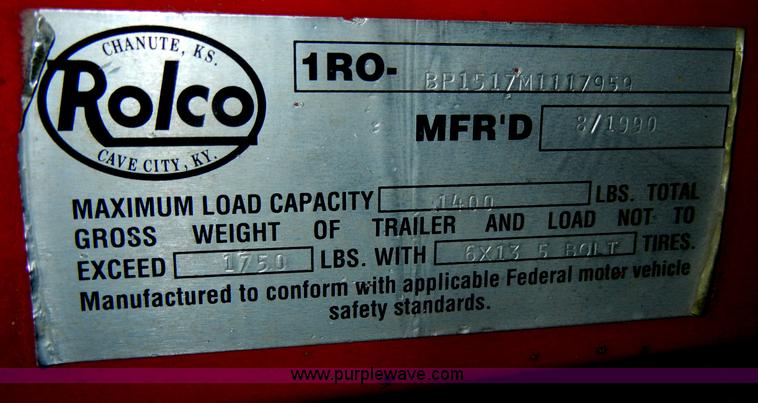 CHANUTE, KS.
Rolco
CAVE CITY, KY.
1RO- BP1517M1117959
MFR'D 8/1990
MAXIMUM LOAD CAPACITY 1400 LBS. TOTAL
GROSS WEIGHT OF TRAILER AND LOAD NOT TO
EXCEED 1750 LBS. WITH 6X13 5 BOLT TIRES.
Manufactured to conform with applicable Federal motor vehicle
safety standards.
www.purplewave.com